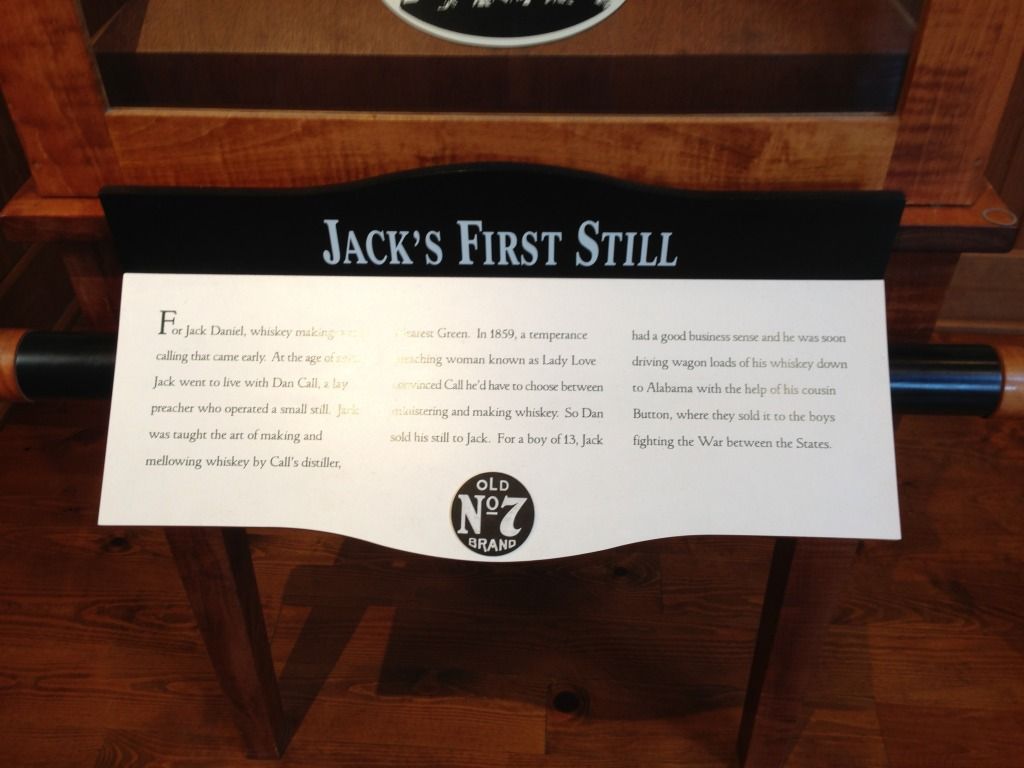 JACK'S FIRST STILL
For Jack Daniel, whiskey making
calling that came early. At the age of
Jack went to live with Dan Call, a lay
preacher who operated a small still. Jack
was taught the art of making and
mellowing whiskey by Call's distiller,
Nearest Green. In 1859, a temperance
preaching woman known as Lady Love
convinced Call he'd have to choose between
ministering and making whiskey. So Dan
sold his still to Jack. For a boy of 13, Jack
had a good business sense and he was soon
driving wagon loads of his whiskey down
to Alabama with the help of his cousin
Button, where they sold it to the boys
fighting the War between the States.
OLD
Nº7
BRAND